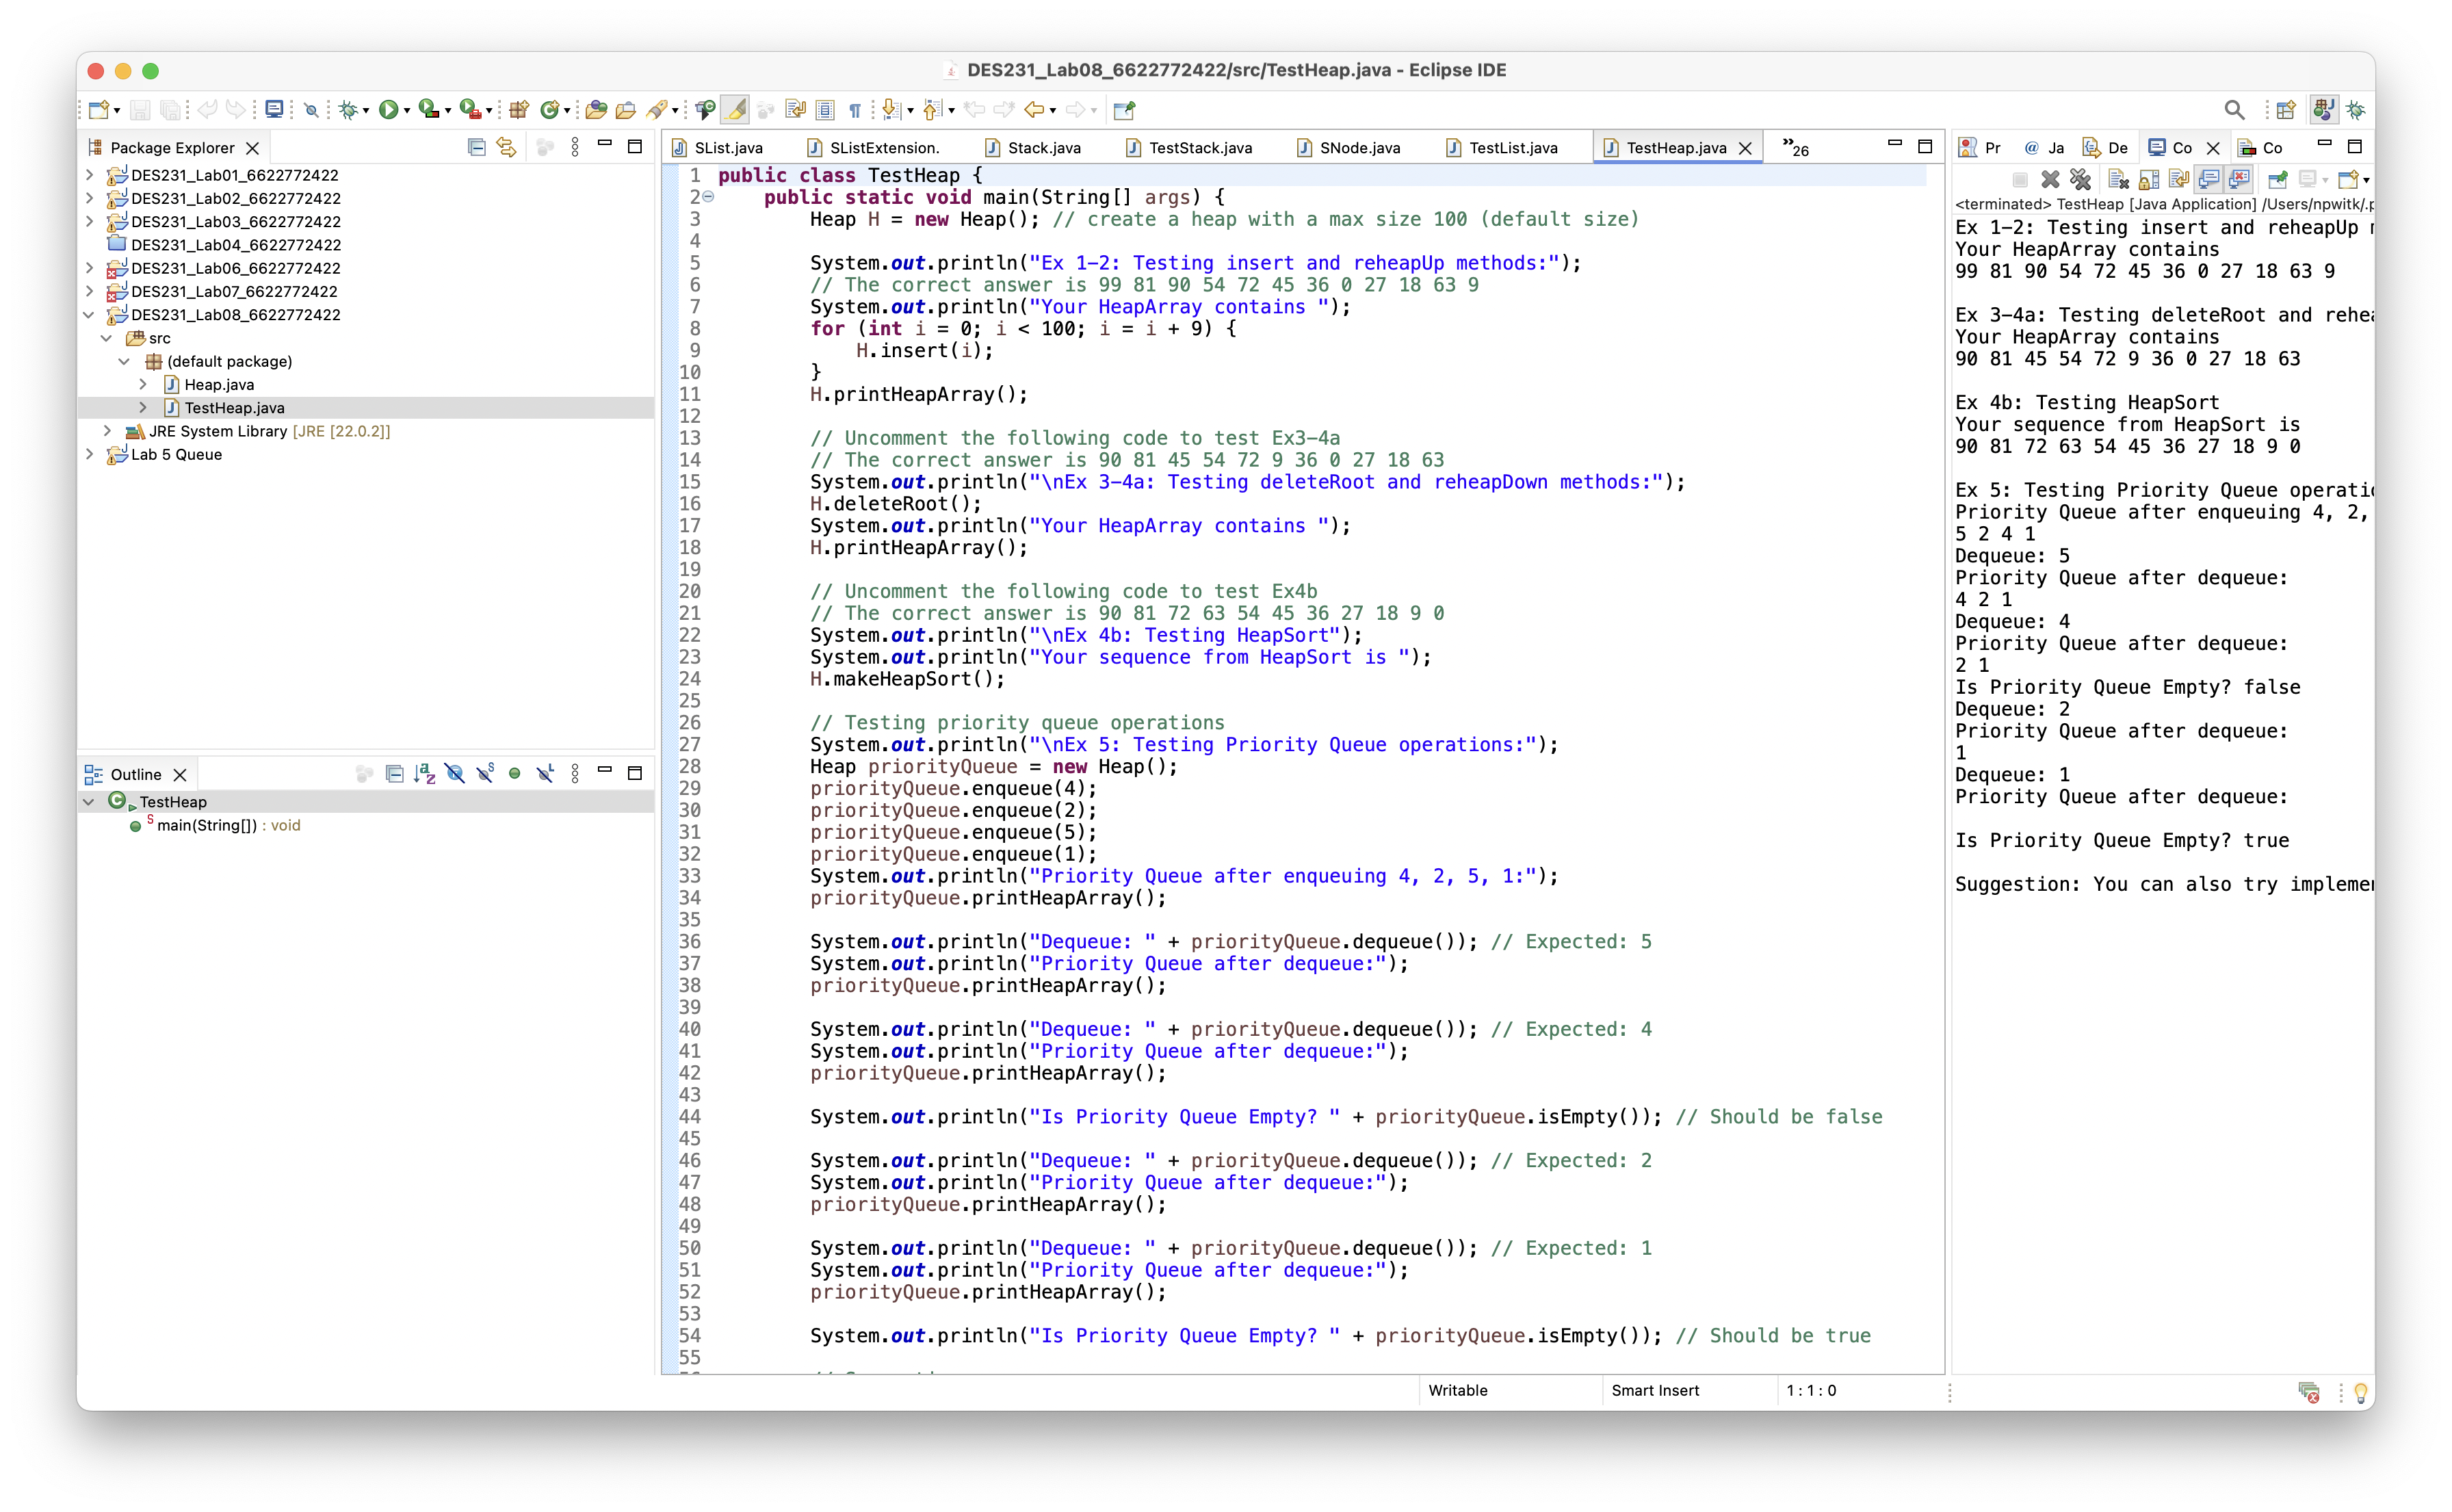 DES231_Lab08_6622772422/src/TestHeap.java - Eclipse IDE
Package Explorer
DES231_Lab01_6622772422
DES231_Lab02_6622772422
DES231_Lab03_6622772422
DES231_Lab04_6622772422
DES231_Lab06_6622772422
DES231_Lab07_6622772422
DES231_Lab08_6622772422
src
(default package)
Heap.java
TestHeap.java
JRE System Library [JRE [22.0.2]]
Lab 5 Queue
Outline
TestHeap
main(String[]) : void
SList.java
SListExtension.
Stack.java
TestStack.java
SNode.java
TestList.java
TestHeap.java
»26
1 public class TestHeap {
2 public static void main(String[] args) {
3 Heap H = new Heap(); // create a heap with a max size 100 (default size)
4
5 System.out.println("Ex 1-2: Testing insert and reheapUp methods:");
6 // The correct answer is 99 81 90 54 72 45 36 0 27 18 63 9
7 System.out.println("Your HeapArray contains ");
8 for (int i = 0; i < 100; i = i + 9) {
9 H.insert(i);
10 }
11 H.printHeapArray();
12
13 // Uncomment the following code to test Ex3-4a
14 // The correct answer is 90 81 45 54 72 9 36 0 27 18 63
15 System.out.println("\nEx 3-4a: Testing deleteRoot and reheapDown methods:");
16 H.deleteRoot();
17 System.out.println("Your HeapArray contains ");
18 H.printHeapArray();
19
20 // Uncomment the following code to test Ex4b
21 // The correct answer is 90 81 72 63 54 45 36 27 18 9 0
22 System.out.println("\nEx 4b: Testing HeapSort");
23 System.out.println("Your sequence from HeapSort is ");
24 H.makeHeapSort();
25
26 // Testing priority queue operations
27 System.out.println("\nEx 5: Testing Priority Queue operations:");
28 Heap priorityQueue = new Heap();
29 priorityQueue.enqueue(4);
30 priorityQueue.enqueue(2);
31 priorityQueue.enqueue(5);
32 priorityQueue.enqueue(1);
33 System.out.println("Priority Queue after enqueuing 4, 2, 5, 1:");
34 priorityQueue.printHeapArray();
35
36 System.out.println("Dequeue: " + priorityQueue.dequeue()); // Expected: 5
37 System.out.println("Priority Queue after dequeue:");
38 priorityQueue.printHeapArray();
39
40 System.out.println("Dequeue: " + priorityQueue.dequeue()); // Expected: 4
41 System.out.println("Priority Queue after dequeue:");
42 priorityQueue.printHeapArray();
43
44 System.out.println("Is Priority Queue Empty? " + priorityQueue.isEmpty()); // Should be false
45
46 System.out.println("Dequeue: " + priorityQueue.dequeue()); // Expected: 2
47 System.out.println("Priority Queue after dequeue:");
48 priorityQueue.printHeapArray();
49
50 System.out.println("Dequeue: " + priorityQueue.dequeue()); // Expected: 1
51 System.out.println("Priority Queue after dequeue:");
52 priorityQueue.printHeapArray();
53
54 System.out.println("Is Priority Queue Empty? " + priorityQueue.isEmpty()); // Should be true
55
Pr
Ja
De
Co
Co
<terminated> TestHeap [Java Application] /Users/npwitk/.p
Ex 1-2: Testing insert and reheapUp
Your HeapArray contains
99 81 90 54 72 45 36 0 27 18 63 9
Ex 3-4a: Testing deleteRoot and rehea
Your HeapArray contains
90 81 45 54 72 9 36 0 27 18 63
Ex 4b: Testing HeapSort
Your sequence from HeapSort is
90 81 72 63 54 45 36 27 18 9 0
Ex 5: Testing Priority Queue operatio
Priority Queue after enqueuing 4, 2,
5 2 4 1
Dequeue: 5
Priority Queue after dequeue:
4 2 1
Dequeue: 4
Priority Queue after dequeue:
2 1
Is Priority Queue Empty? false
Dequeue: 2
Priority Queue after dequeue:
1
Dequeue: 1
Priority Queue after dequeue:
Is Priority Queue Empty? true
Suggestion: You can also try implemen
Writable
Smart Insert
1 : 1 : 0